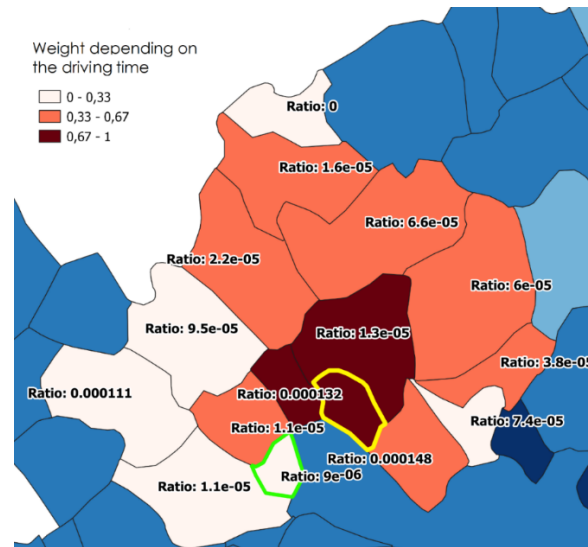 Weight depending on
the driving time
0 - 0,33
0,33 - 0,67
0,67 - 1
Ratio: 0
Ratio: 1.6e-05
Ratio: 6.6e-05
Ratio: 2.2e-05
Ratio: 6e-05
Ratio: 9.5e-05
Ratio: 1.3e-05
Ratio: 3.8e-05
Ratio: 0.000111
Ratio: 0.000132
Ratio: 7.4e-05
Ratio: 1.1e-05
Ratio: 0.000148
Ratio: 9e-06
Ratio: 1.1e-05